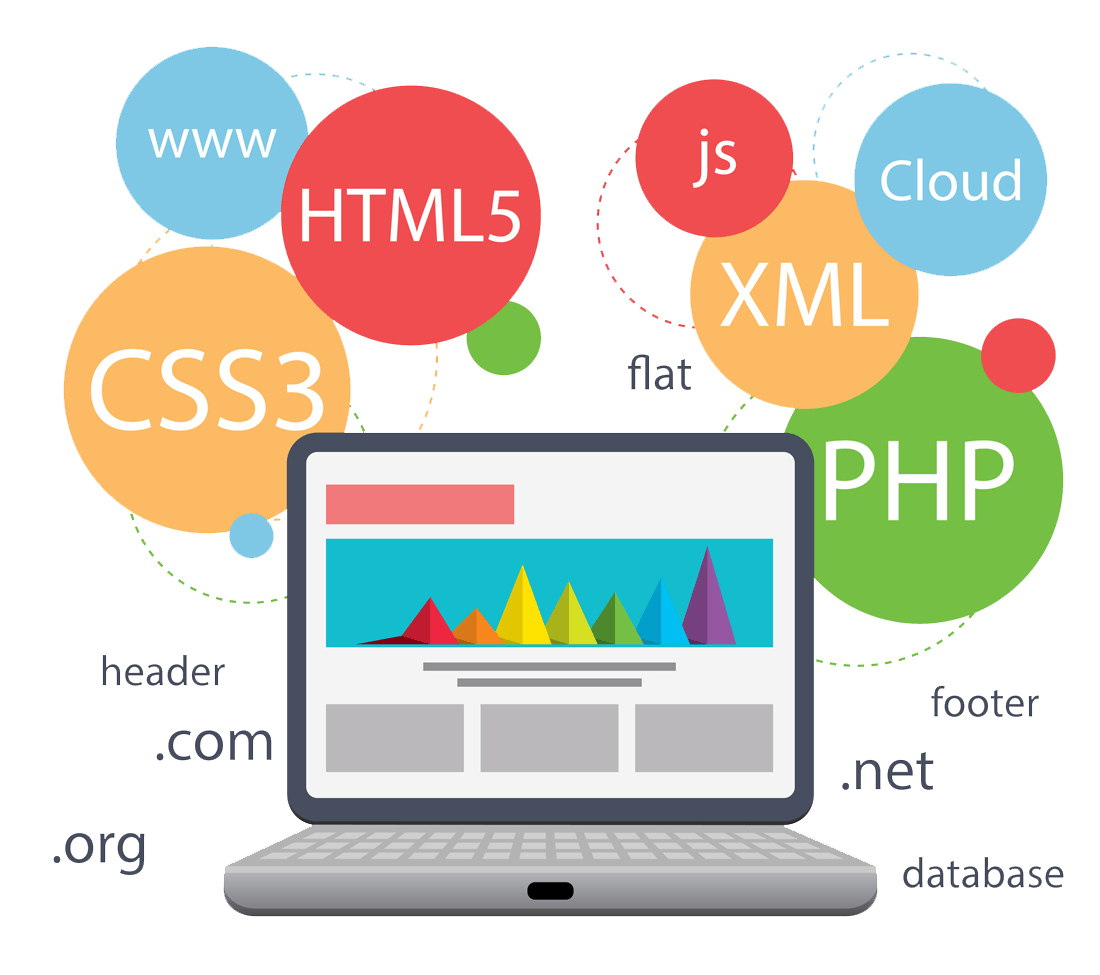 www
HTML5
CSS3
js
Cloud
XML
flat
PHP
header
.com
.org
footer
.net
database